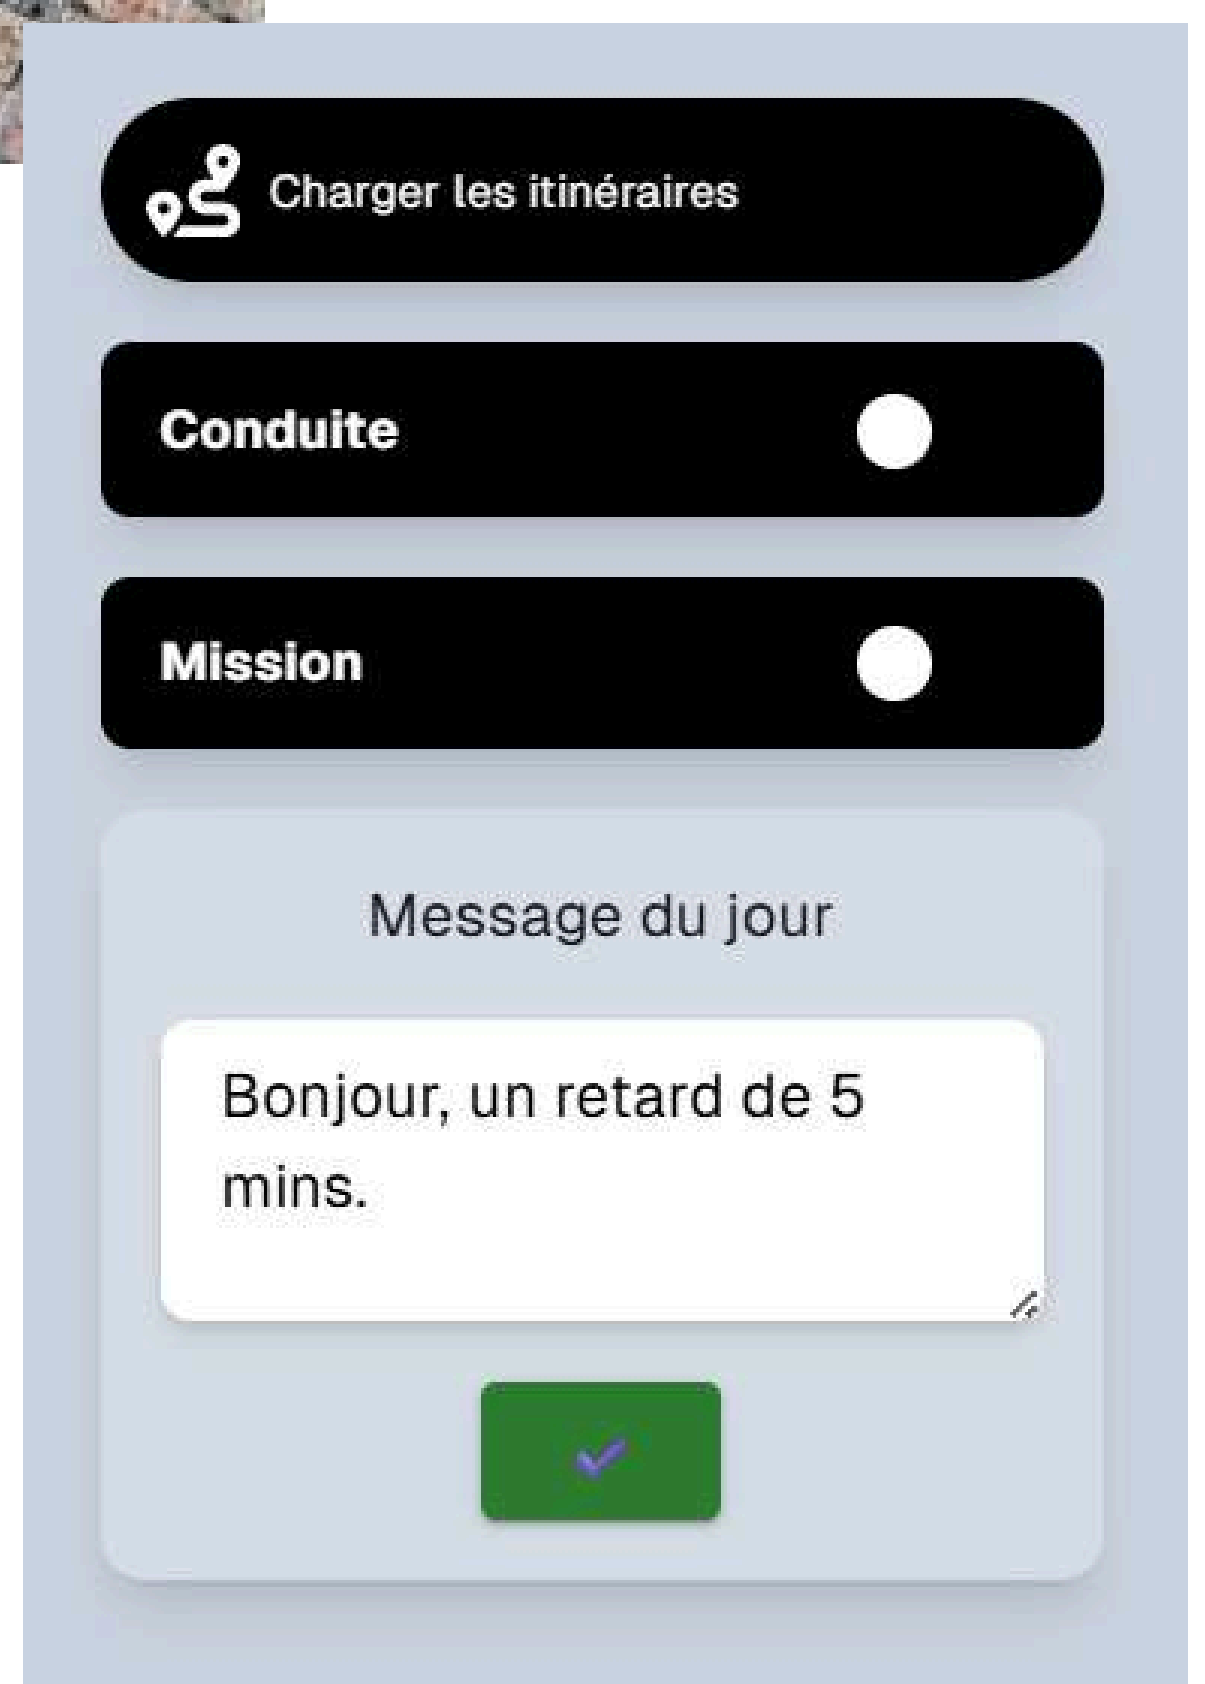 Charger les itinéraires
Conduite
Mission
Message du jour
Bonjour, un retard de 5
mins.